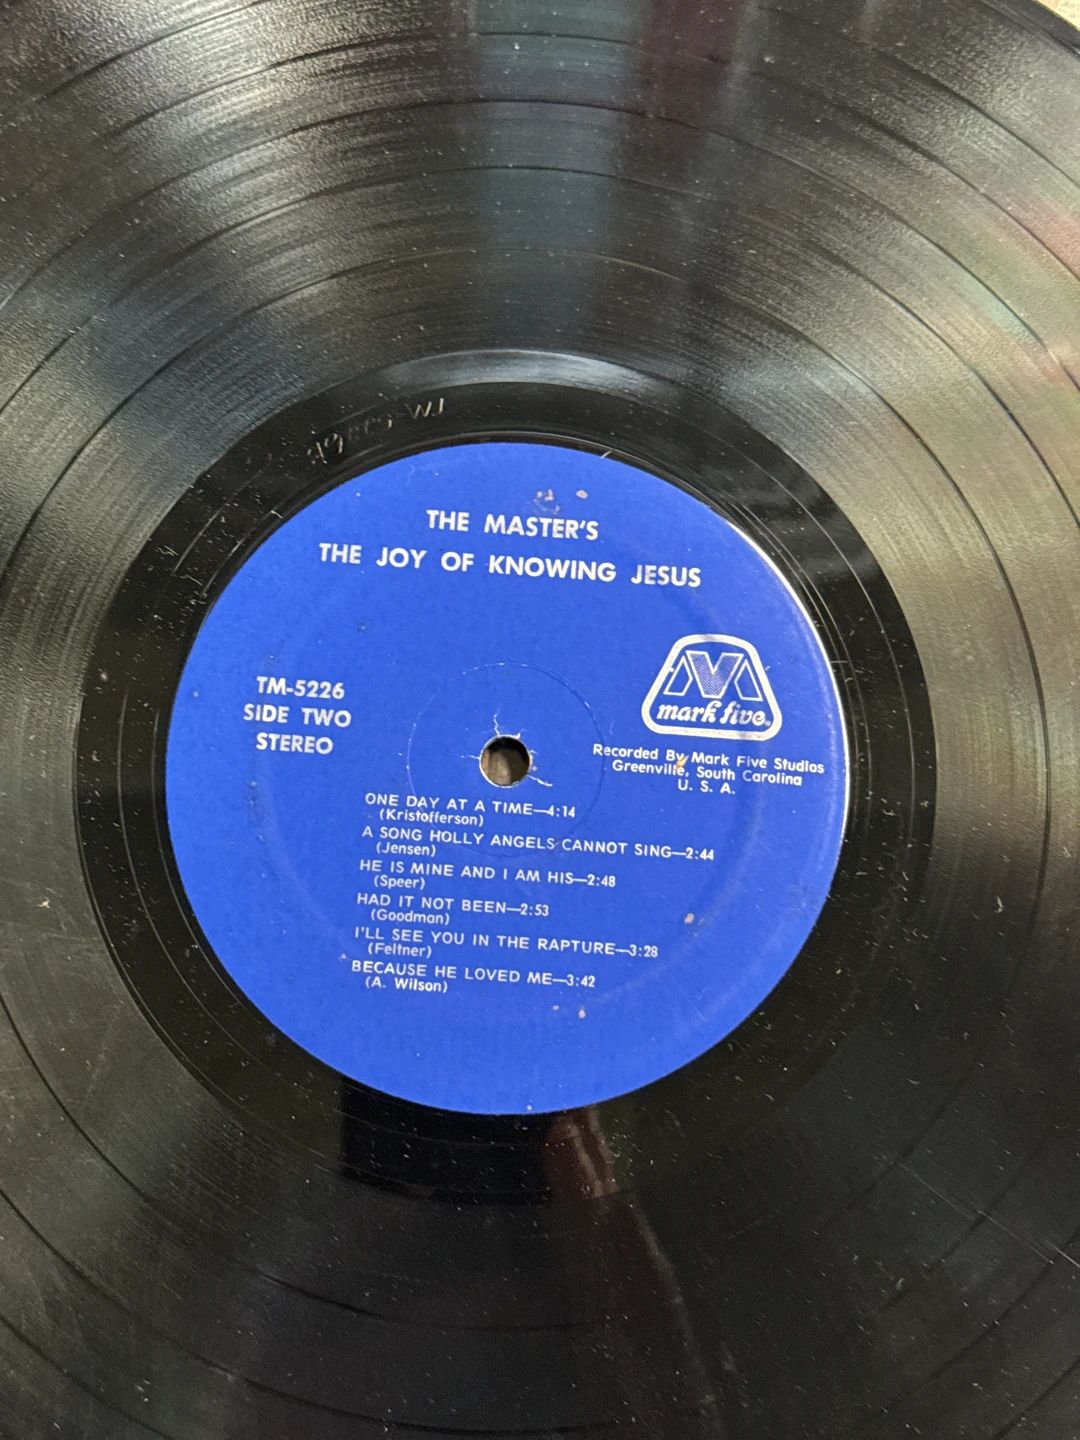 THE MASTER'S
THE JOY OF KNOWING JESUS
TM-5226
SIDE TWO
STEREO
mark five
Recorded By Mark Five Studios
Greenville, South Carolina
U. S. A.
ONE DAY AT A TIME—4:14
(Kristofferson)
A SONG HOLLY ANGELS CANNOT SING—2:44
(Jensen)
HE IS MINE AND I AM HIS—2:48
(Speer)
HAD IT NOT BEEN—2:53
(Goodman)
I'LL SEE YOU IN THE RAPTURE—3:28
(Feltner)
BECAUSE HE LOVED ME—3:42
(A. Wilson)